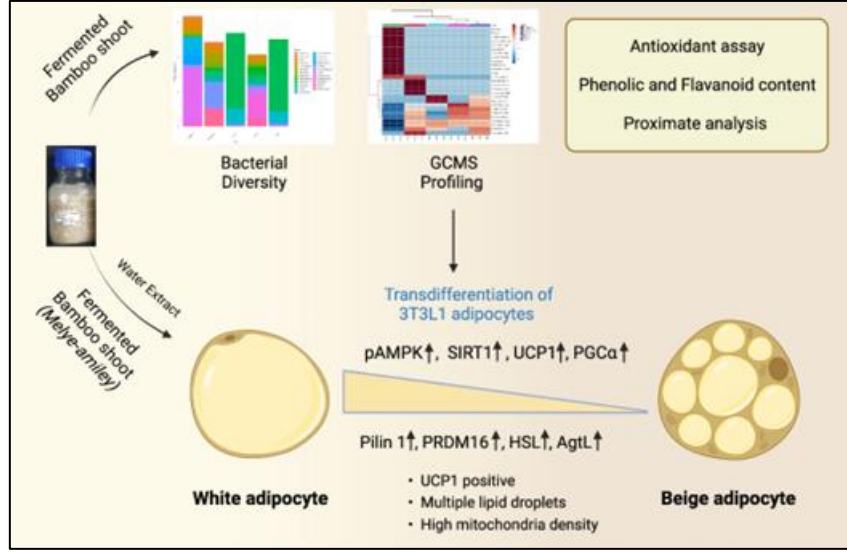 Fermented
Bamboo shoot
Bacterial
Diversity
GCMS
Profiling
Antioxidant assay
Phenolic and Flavanoid content
Proximate analysis
Water Extract
Fermented
Bamboo shoot
(Melye-amiley)
Transdifferentiation of
3T3L1 adipocytes
pAMPK↑, SIRT1↑, UCP1↑, PGCα↑
Pilin 1↑, PRDM16↑, HSL↑, AgtL↑
White adipocyte
• UCP1 positive
• Multiple lipid droplets
• High mitochondria density
Beige adipocyte